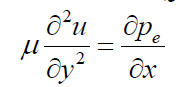 μ ∂²u/∂y² = ∂pₑ/∂x